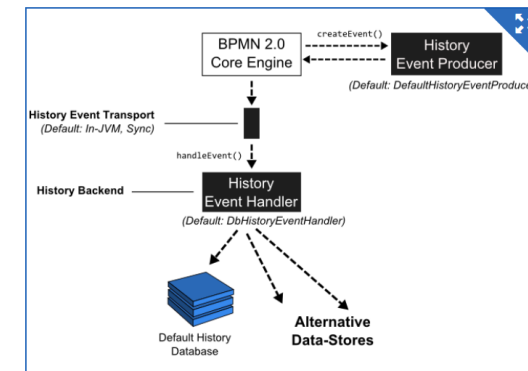 createEvent()
BPMN 2.0
Core Engine
History
Event Producer
(Default: DefaultHistoryEventProduce
History Event Transport
(Default: In-JVM, Sync)
handleEvent()
History Backend
History
Event Handler
(Default: DbHistoryEventHandler)
Default History
Database
Alternative
Data-Stores